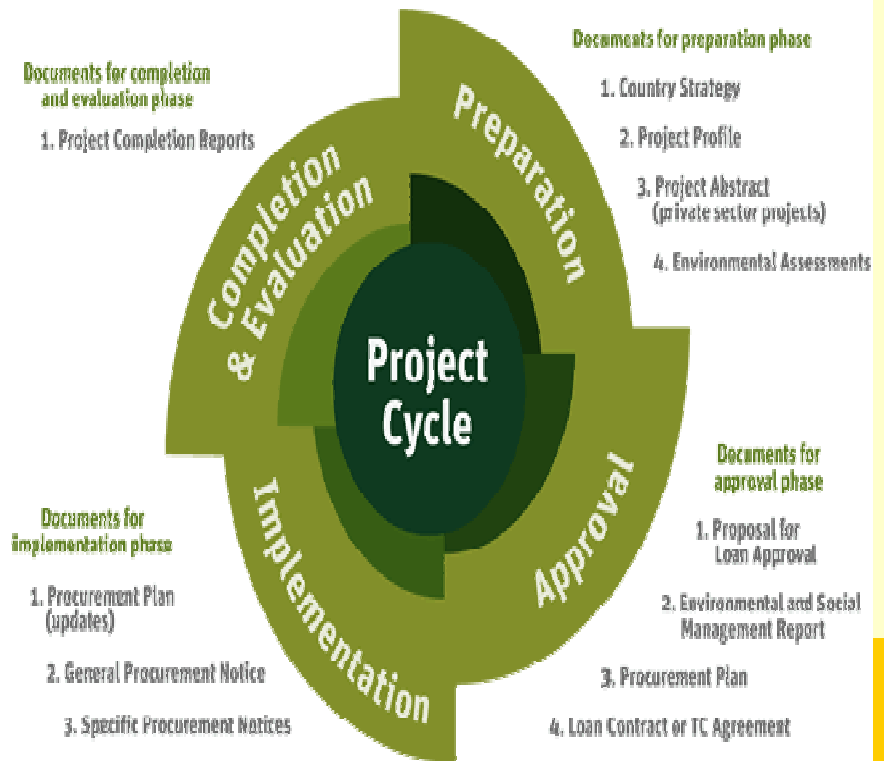 Project
Cycle
Preparation
Documents for preparation phase
1. Country Strategy
2. Project Profile
3. Project Abstract
(private sector projects)
4. Environmental Assessments
Approval
Documents for
approval phase
1. Proposal for
Loan Approval
2. Environmental and Social
Management Report
3. Procurement Plan
4. Loan Contract or TC Agreement
Implementation
Documents for
implementation phase
1. Procurement Plan
(updates)
2. General Procurement Notice
3. Specific Procurement Notices
Completion
& Evaluation
Documents for completion
and evaluation phase
1. Project Completion Reports